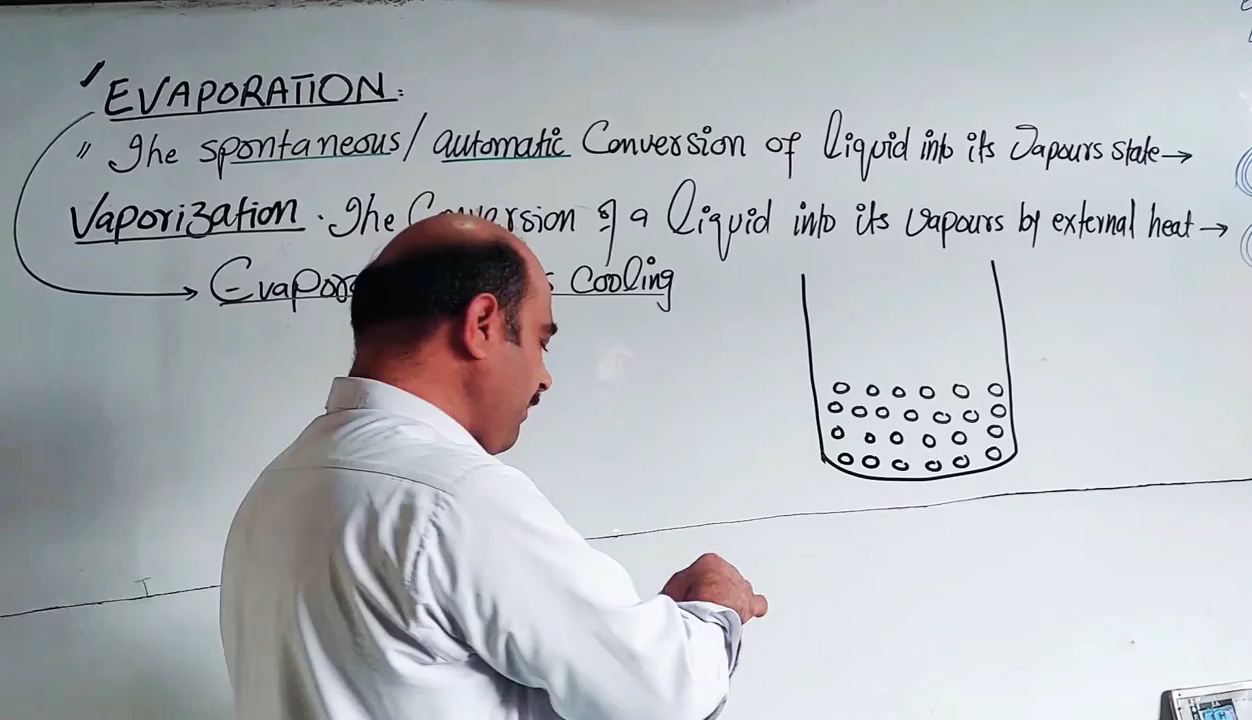 EVAPORATION:
" The spontaneous/automatic Conversion of liquid into its Vapours state→
Vaporization. The Conversion of a liquid into its vapours by external heat→
→ cooling